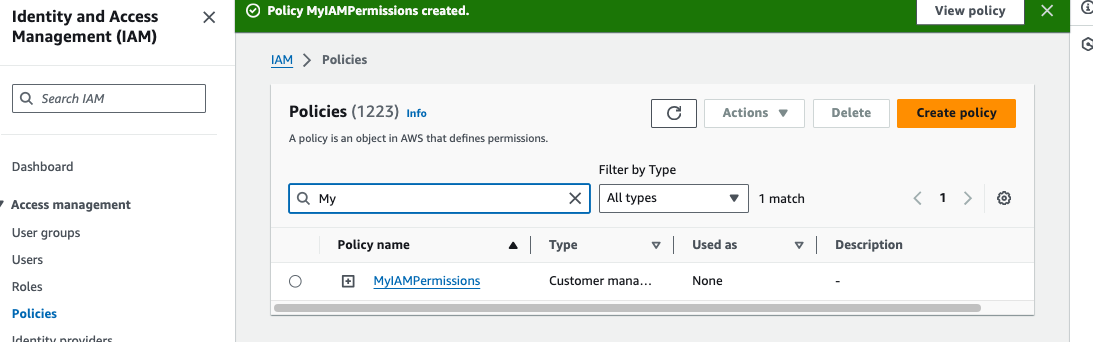 Identity and Access
Management (IAM)
Search IAM
Dashboard
Access management
User groups
Users
Roles
Policies
Identity providers
Policy MyIAMPermissions created.
View policy
IAM > Policies
Policies (1223) Info
Actions
Delete
Create policy
A policy is an object in AWS that defines permissions.
Filter by Type
My
All types
1 match
1
Policy name Type Used as Description
MyIAMPermissions Customer mana... None -